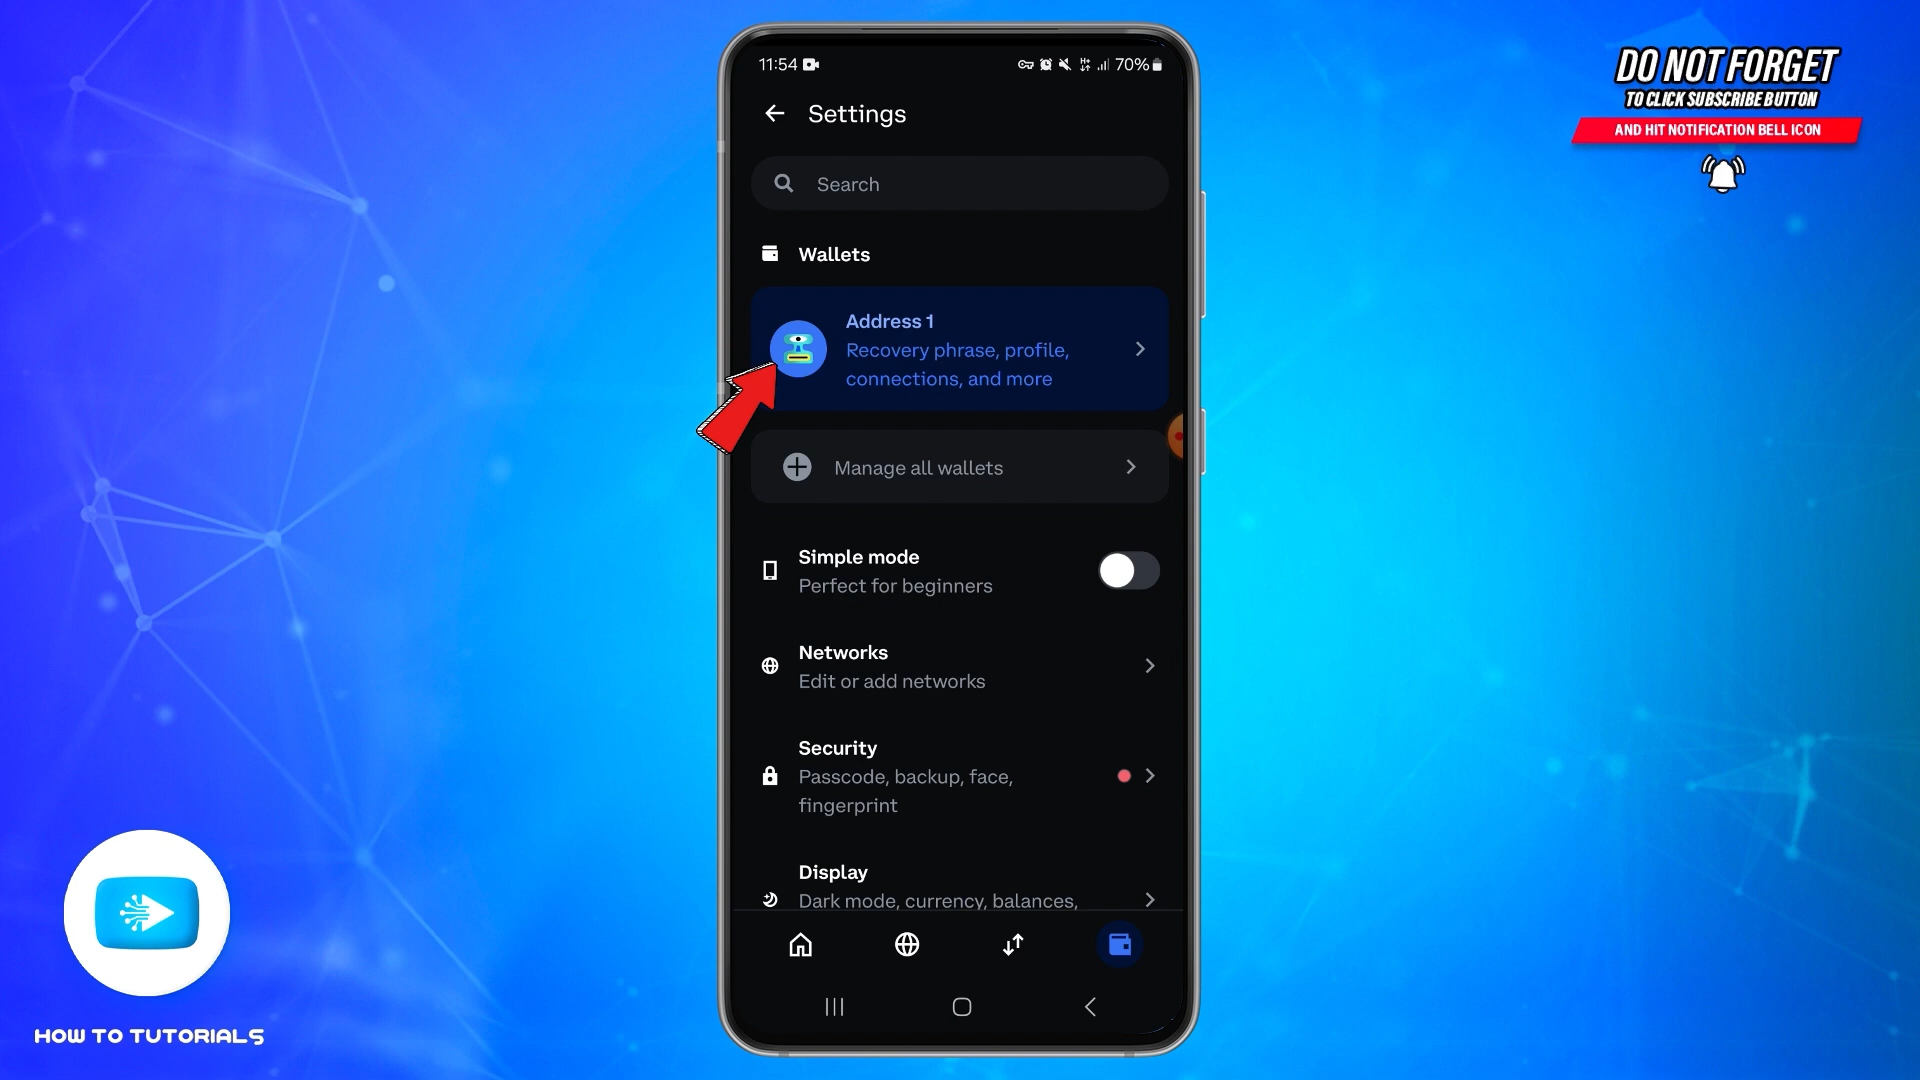 11:54
70%
Settings
Search
Wallets
Address 1
Recovery phrase, profile,
connections, and more
Manage all wallets
Simple mode
Perfect for beginners
Networks
Edit or add networks
Security
Passcode, backup, face,
fingerprint
Display
Dark mode, currency, balances,
DO NOT FORGET
TO CLICK SUBSCRIBE BUTTON
AND HIT NOTIFICATION BELL ICON
HOW TO TUTORIALS